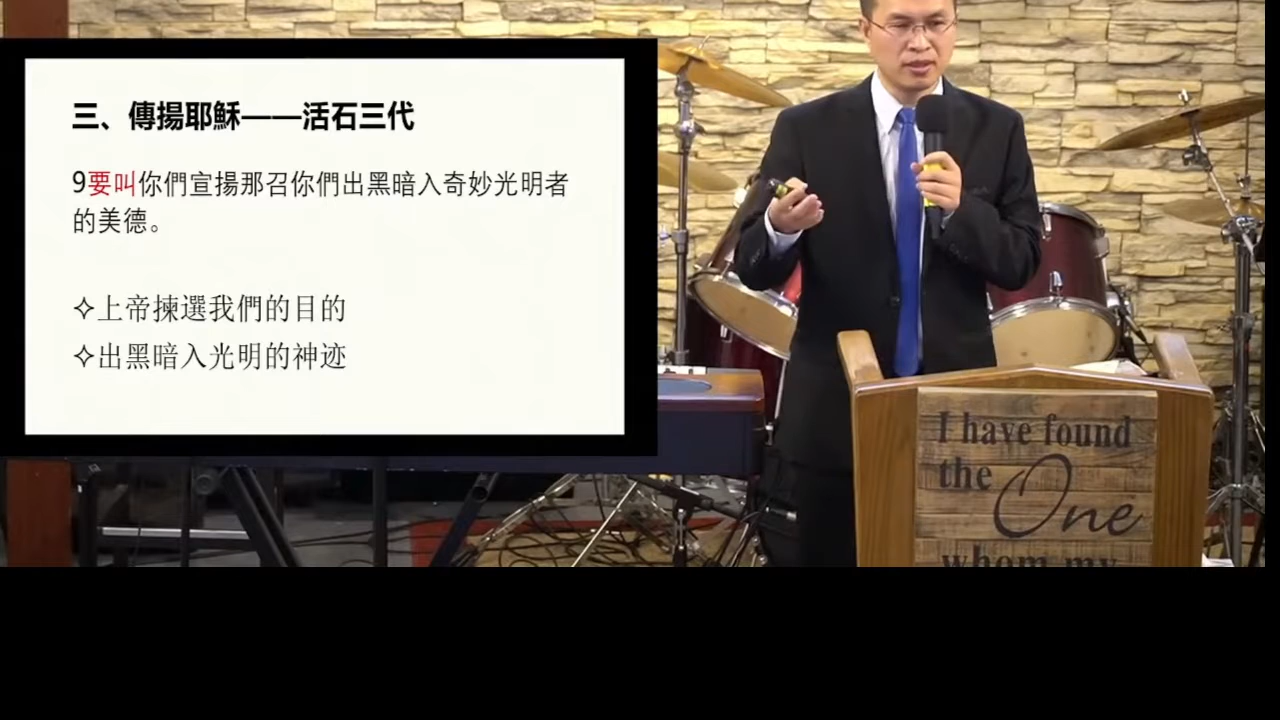 三、傳揚耶穌——活石三代
9要叫你們宣揚那召你們出黑暗入奇妙光明者
的美德。
✧上帝揀選我們的目的
✧出黑暗入光明的神迹
I have found
the One
whom my